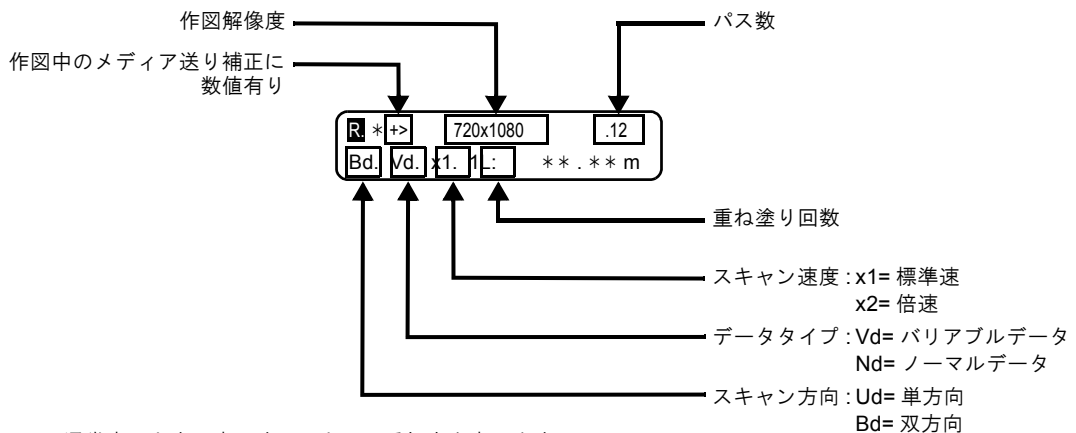 作図解像度
パス数
作図中のメディア送り補正に
数値有り
R. *+> 720x1080 .12
Bd. Vd. x1. 1L: **.**m
重ね塗り回数
スキャン速度 : x1= 標準速
x2= 倍速
データタイプ : Vd= バリアブルデータ
Nd= ノーマルデータ
スキャン方向 : Ud= 単方向
Bd= 双方向